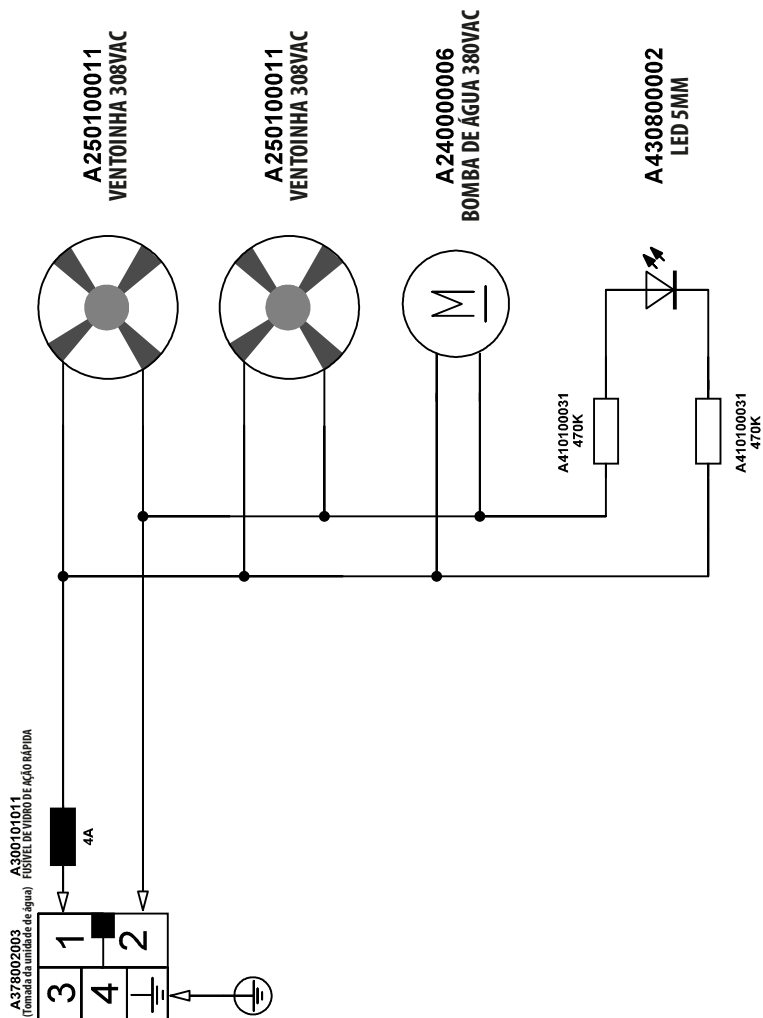 A250100011
VENTOINHA 308VAC
A250100011
VENTOINHA 308VAC
A240000006
BOMBA DE ÁGUA 380VAC
A430800002
LED 5MM
M
A410100031
470K
A410100031
470K
A378002003
(Tomada da unidade de água)
A300101011
FUSÍVEL DE VIDRO DE AÇÃO RÁPIDA
4A
1
2
3
4